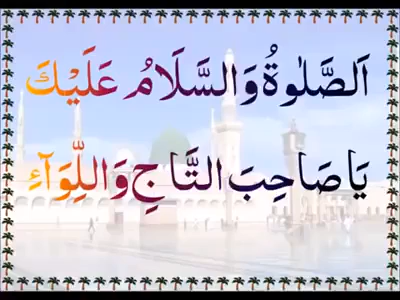 اَلصَّلٰوةُ وَالسَّلَامُ عَلَيْكَ
يَا صَاحِبَ التَّاجِ وَاللِّوَآءِ